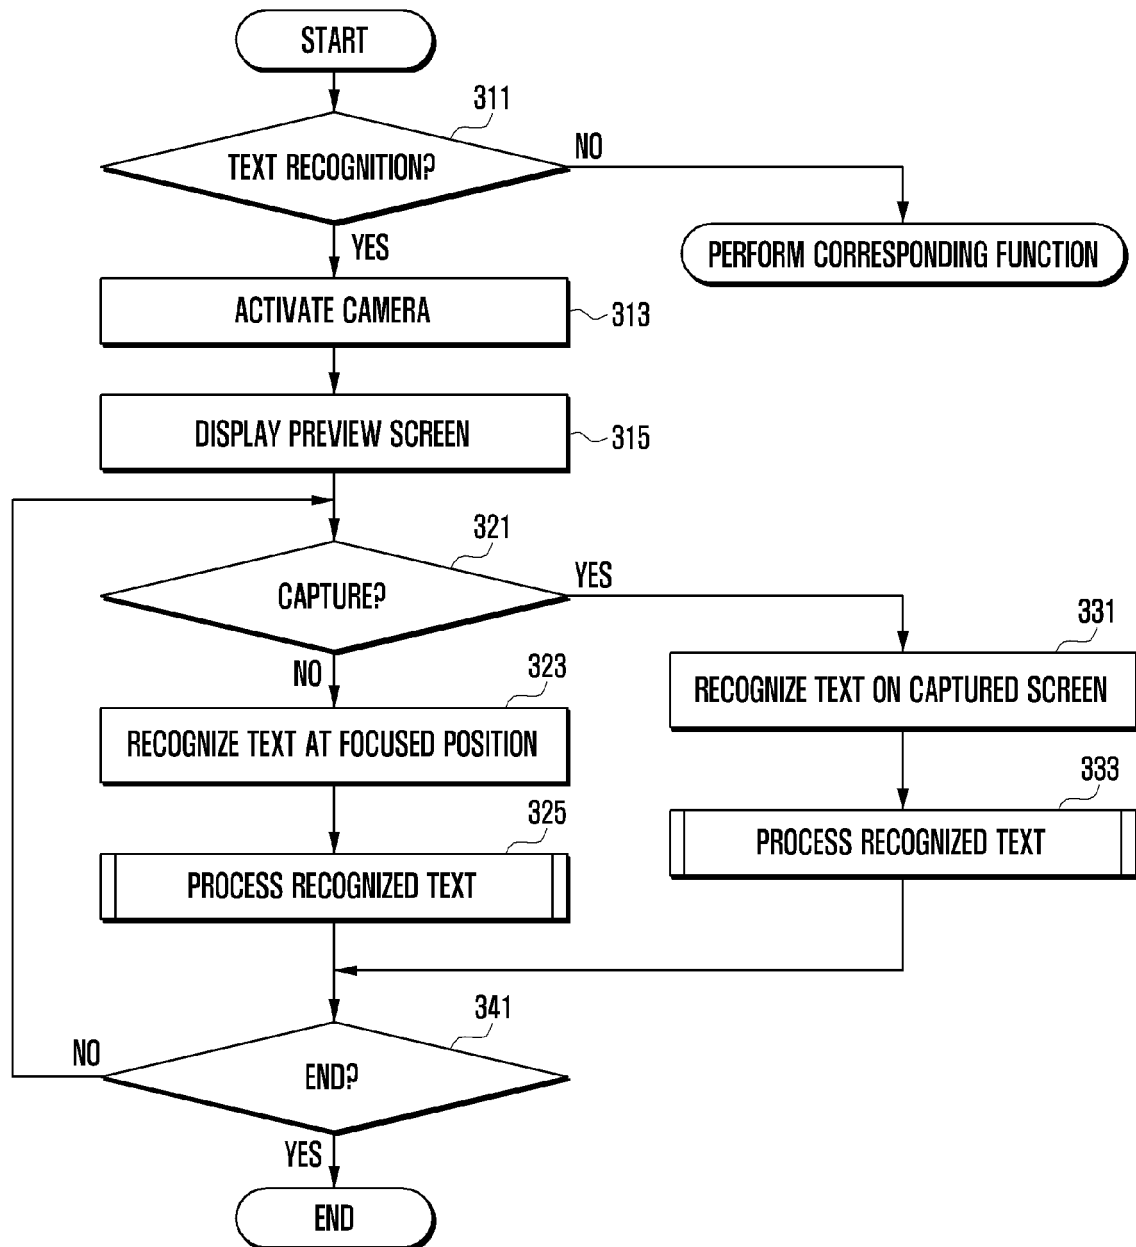 START
311
TEXT RECOGNITION?
NO
YES
PERFORM CORRESPONDING FUNCTION
ACTIVATE CAMERA
313
DISPLAY PREVIEW SCREEN
315
321
CAPTURE?
YES
NO
331
RECOGNIZE TEXT ON CAPTURED SCREEN
323
RECOGNIZE TEXT AT FOCUSED POSITION
333
PROCESS RECOGNIZED TEXT
325
PROCESS RECOGNIZED TEXT
341
END?
NO
YES
END